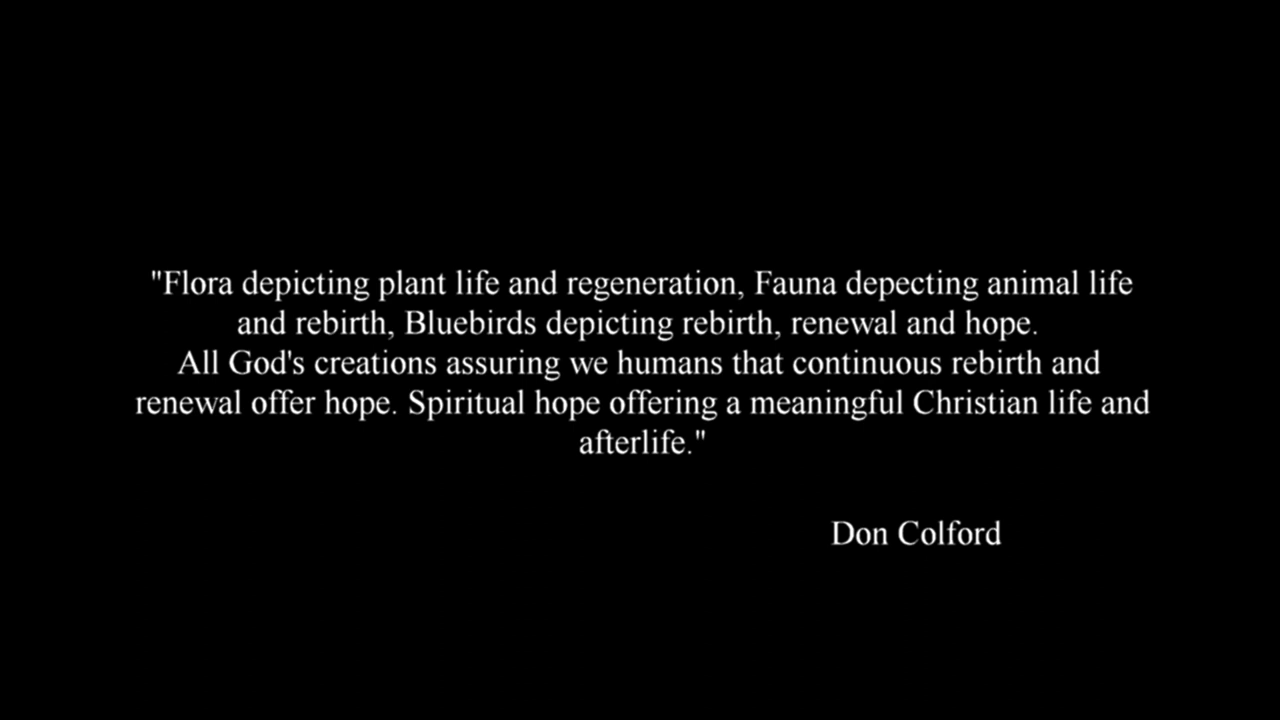 "Flora depicting plant life and regeneration, Fauna depecting animal life
and rebirth, Bluebirds depicting rebirth, renewal and hope.
All God's creations assuring we humans that continuous rebirth and
renewal offer hope. Spiritual hope offering a meaningful Christian life and
afterlife."
Don Colford